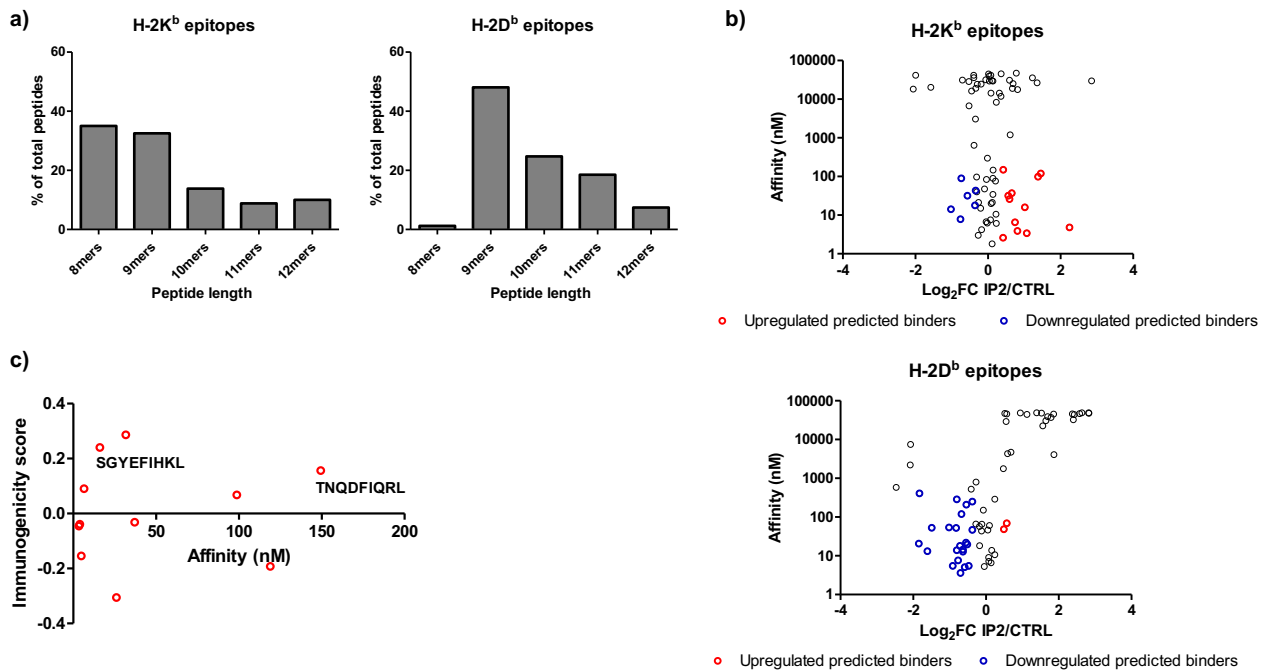 a)
H-2Kᵇ epitopes
% of total peptides
60
40
20
0
8mers
9mers
10mers
11mers
12mers
Peptide length
H-2Dᵇ epitopes
% of total peptides
60
40
20
0
8mers
9mers
10mers
11mers
12mers
Peptide length
b)
H-2Kᵇ epitopes
Affinity (nM)
100000
10000
1000
100
10
1
-4
-2
0
2
4
Log₂FC IP2/CTRL
Upregulated predicted binders
Downregulated predicted binders
H-2Dᵇ epitopes
Affinity (nM)
100000
10000
1000
100
10
1
-4
-2
0
2
4
Log₂FC IP2/CTRL
Upregulated predicted binders
Downregulated predicted binders
c)
Immunogenicity score
0.4
0.2
0.0
-0.2
-0.4
SGYEFIHKL
TNQDFIQRL
50
100
150
200
Affinity (nM)